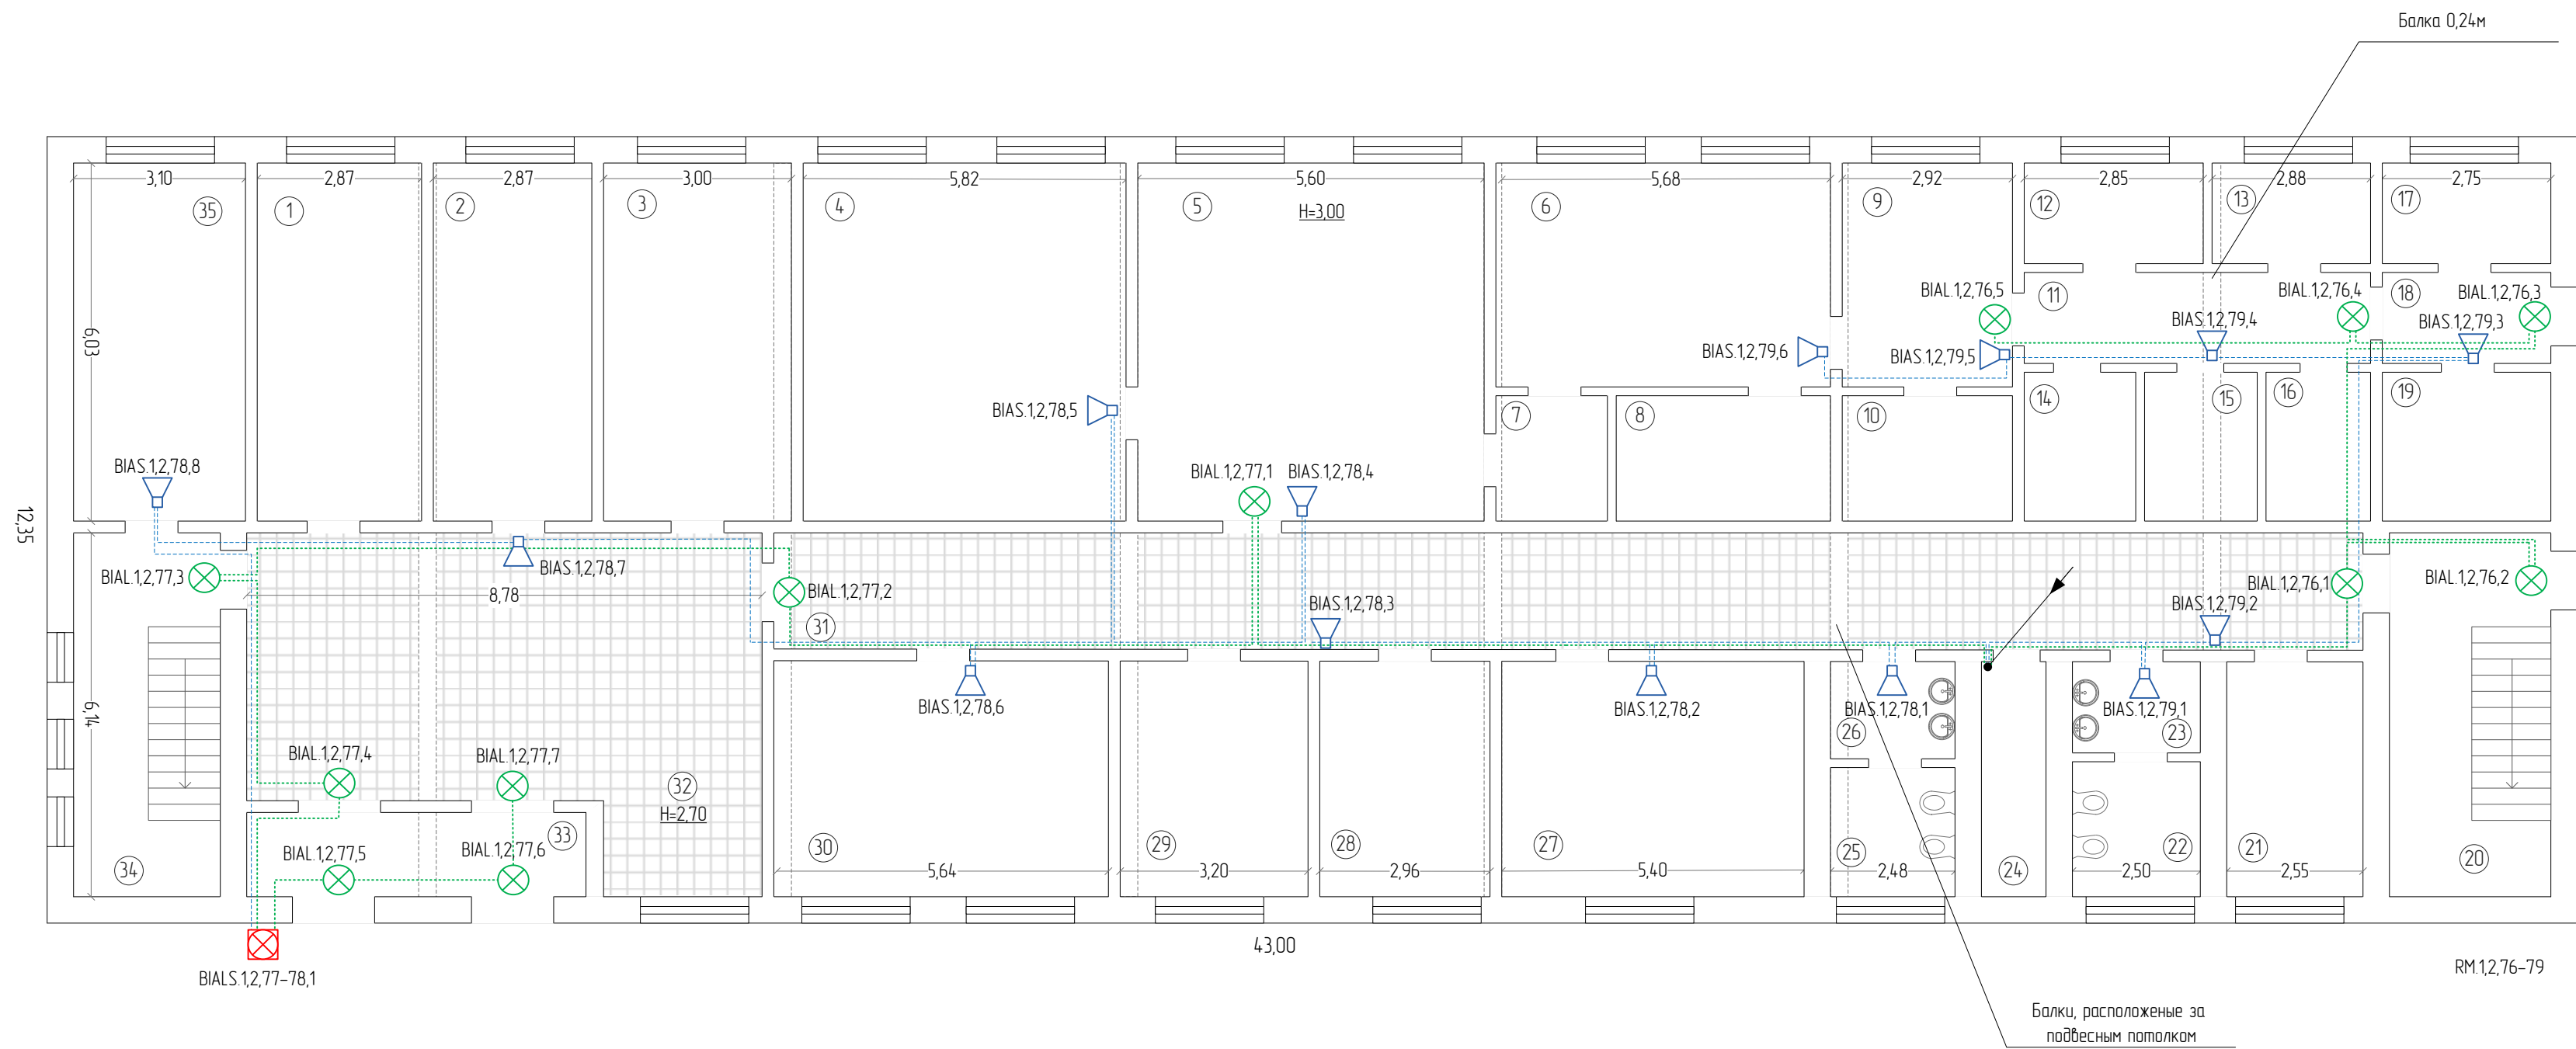 Балка 0,24м
3,10
2,87
2,87
3,00
5,82
5,60
5,68
2,92
2,85
2,88
2,75
35
1
2
3
4
5
H=3,00
6
9
12
13
17
6,03
BIAL.1,2,76,5
11
BIAL.1,2,76,4
18
BIAL.1,2,76,3
BIAS.1,2,79,6
BIAS.1,2,79,5
BIAS.1,2,79,4
BIAS.1,2,79,3
BIAS.1,2,78,5
7
8
10
14
15
16
19
BIAS.1,2,78,8
BIAL.1,2,77,1
BIAS.1,2,78,4
12,35
BIAL.1,2,77,3
BIAS.1,2,78,7
8,78
BIAL.1,2,77,2
31
BIAS.1,2,78,3
BIAS.1,2,79,2
BIAL.1,2,76,1
BIAL.1,2,76,2
6,14
BIAS.1,2,78,6
BIAS.1,2,78,2
BIAS.1,2,78,1
BIAS.1,2,79,1
26
23
BIAL.1,2,77,4
BIAL.1,2,77,7
32
H=2,70
33
BIAL.1,2,77,5
BIAL.1,2,77,6
34
30
29
28
27
25
24
22
21
20
5,64
3,20
2,96
5,40
2,48
2,50
2,55
43,00
BIALS.1,2,77-78,1
RM.1,2,76-79
Балки, расположеные за
подвесным потолком